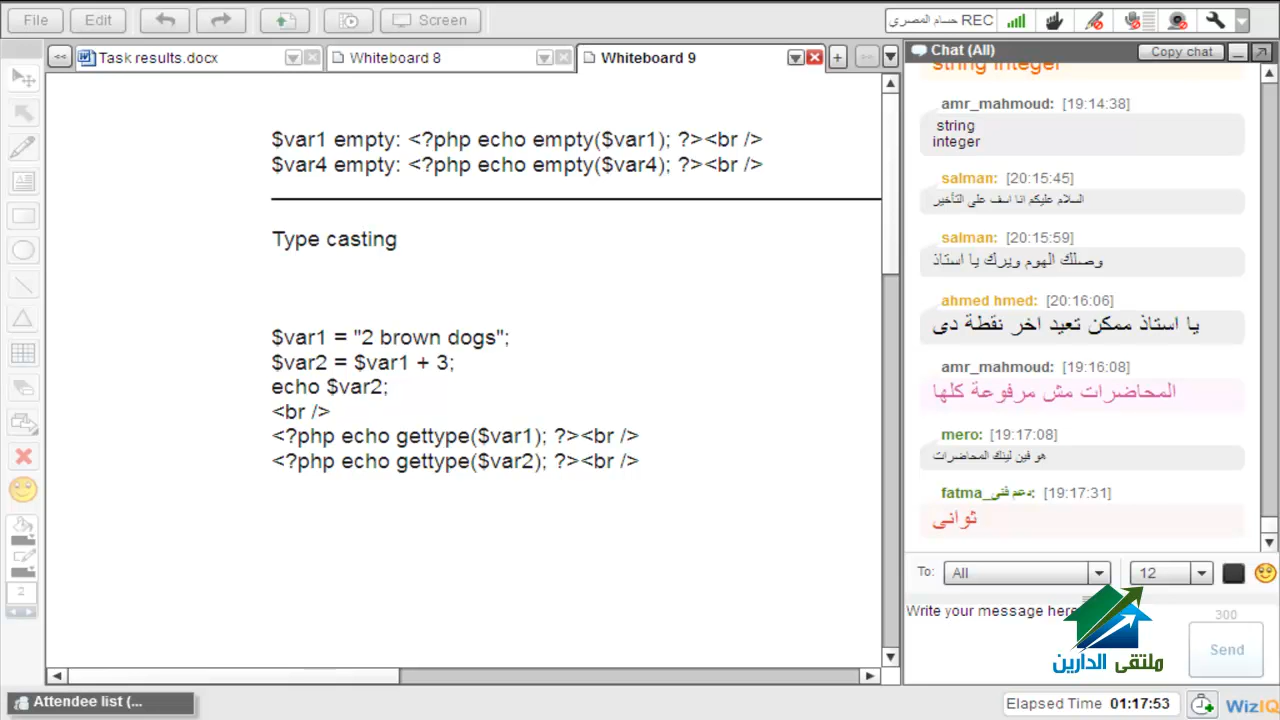 File
Edit
Screen
حسام المصرى REC
<<
Task results.docx
Whiteboard 8
Whiteboard 9
+
Chat (All)
Copy chat
$var1 empty: <?php echo empty($var1); ?><br />
$var4 empty: <?php echo empty($var4); ?><br />
Type casting
$var1 = "2 brown dogs";
$var2 = $var1 + 3;
echo $var2;
<br />
<?php echo gettype($var1); ?><br />
<?php echo gettype($var2); ?><br />
2
string integer
amr_mahmoud: [19:14:38]
string
integer
salman: [20:15:45]
السلام عليكم انا اسف على التأخير
salman: [20:15:59]
وصلك الهوم ويرك يا استاذ
ahmed hmed: [20:16:06]
يا استاذ ممكن تعيد اخر نقطة دى
amr_mahmoud: [19:16:08]
المحاضرات مش مرفوعة كلها
mero: [19:17:08]
هو فين لينك المحاضرات
fatma_دعم فنى: [19:17:31]
ثوانى
To:
All
12
Write your message here
300
Send
ملتقى الدارين
Attendee list (...
Elapsed Time 01:17:53
WizIQ